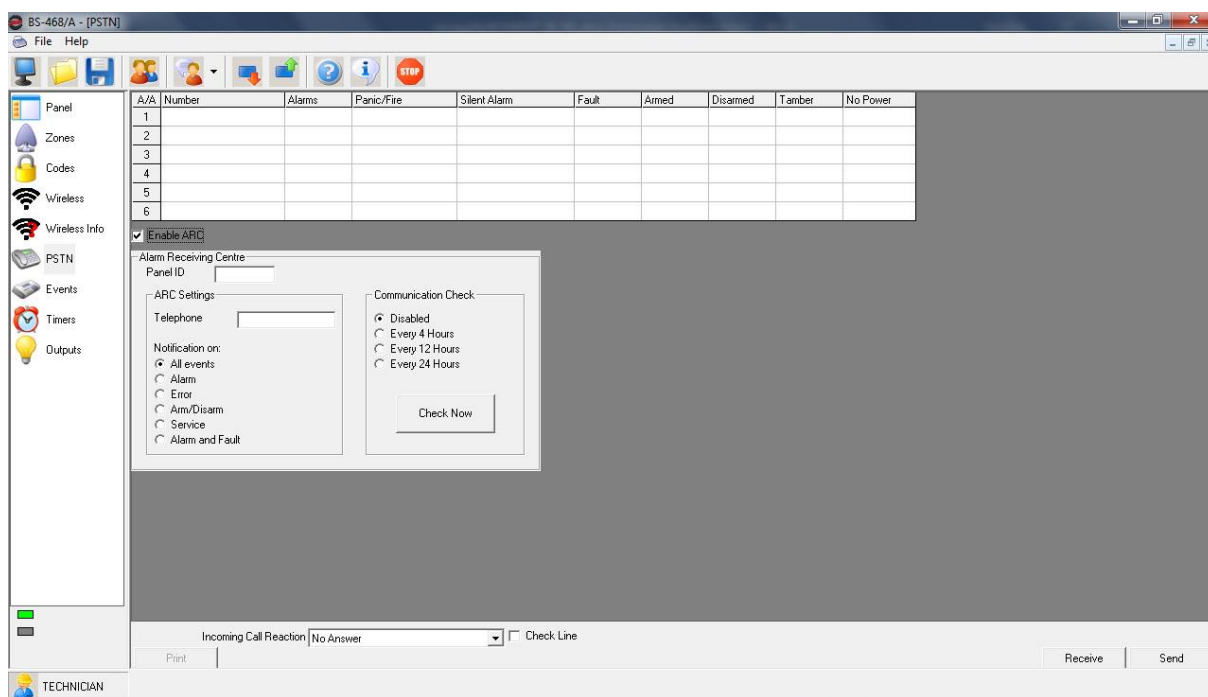 BS-468/A - [PSTN]
File Help
STOP
Panel
Zones
Codes
Wireless
Wireless Info
PSTN
Events
Timers
Outputs
A/A Number Alarms Panic/Fire Silent Alarm Fault Armed Disarmed Tamber No Power
1
2
3
4
5
6
Enable ARC
Alarm Receiving Centre
Panel ID
ARC Settings
Telephone
Notification on:
All events
Alarm
Error
Arm/Disarm
Service
Alarm and Fault
Communication Check
Disabled
Every 4 Hours
Every 12 Hours
Every 24 Hours
Check Now
Incoming Call Reaction No Answer Check Line
Print Receive Send
TECHNICIAN